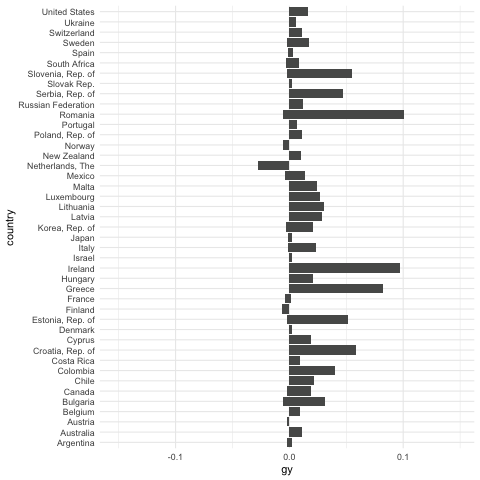 United States
Ukraine
Switzerland
Sweden
Spain
South Africa
Slovenia, Rep. of
Slovak Rep.
Serbia, Rep. of
Russian Federation
Romania
Portugal
Poland, Rep. of
Norway
New Zealand
Netherlands, The
Mexico
Malta
Luxembourg
Lithuania
Latvia
Korea, Rep. of
Japan
Italy
Israel
Ireland
Hungary
Greece
France
Finland
Estonia, Rep. of
Denmark
Cyprus
Croatia, Rep. of
Costa Rica
Colombia
Chile
Canada
Bulgaria
Belgium
Austria
Australia
Argentina
country
-0.1 0.0 0.1
gy